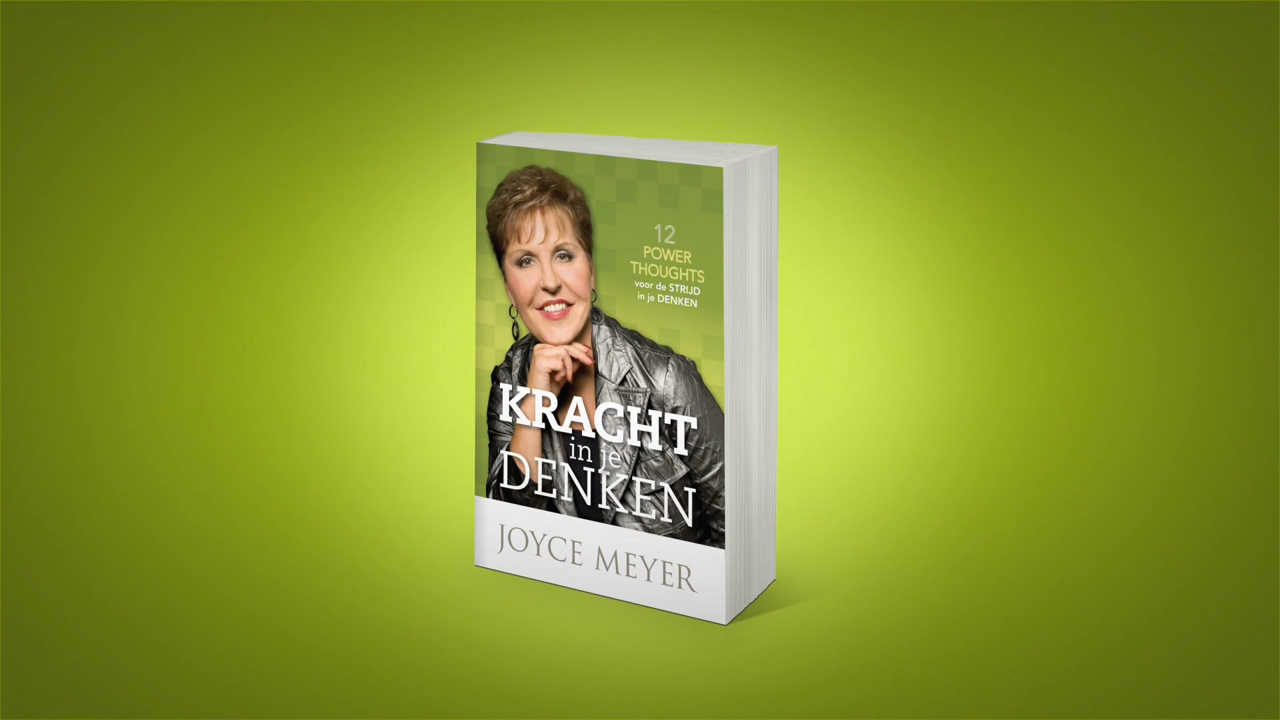 12
POWER
THOUGHTS
voor de STRIJD
in je DENKEN
KRACHT
in je
DENKEN
JOYCE MEYER